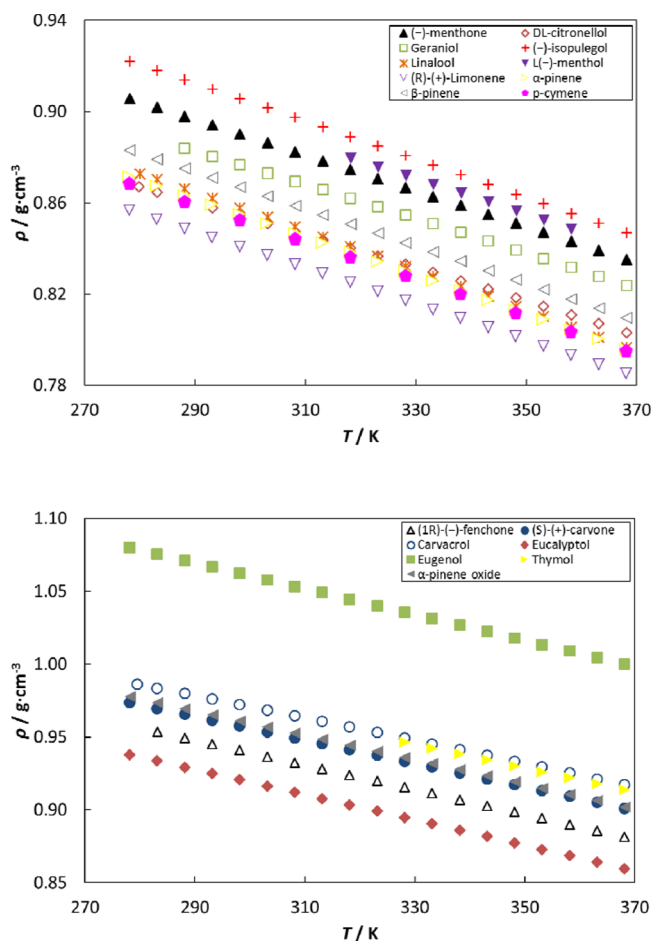 0.94
0.90
0.86
0.82
0.78
ρ / g·cm⁻³
(−)-menthone DL-citronellol
Geraniol (−)-isopulegol
Linalool L(−)-menthol
(R)-(+)-Limonene α-pinene
β-pinene p-cymene
270 290 310 330 350 370
T / K
1.10
1.05
1.00
0.95
0.90
0.85
ρ / g·cm⁻³
(1R)-(−)-fenchone (S)-(+)-carvone
Carvacrol Eucalyptol
Eugenol Thymol
α-pinene oxide
270 290 310 330 350 370
T / K